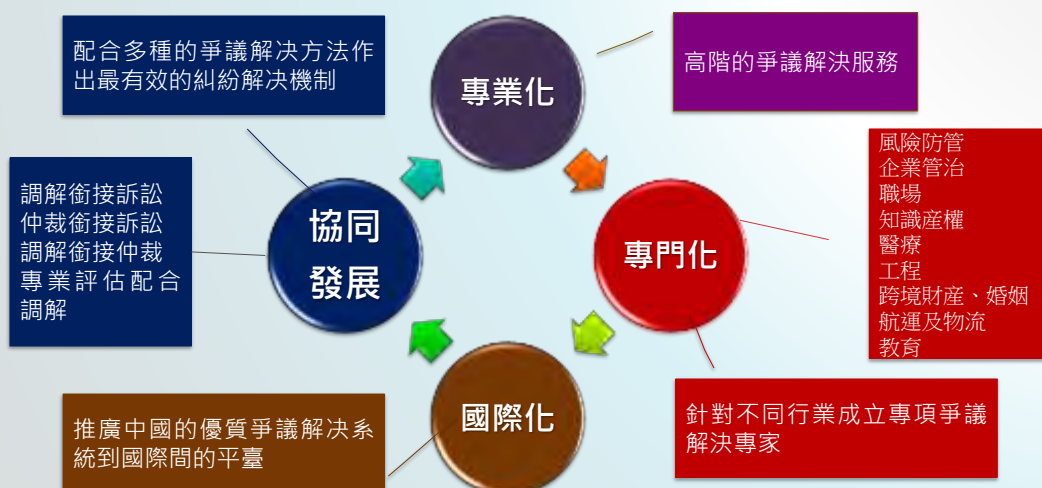 配合多種的爭議解決方法作
出最有效的糾紛解決機制
專業化
高階的爭議解決服務
調解銜接訴訟
仲裁銜接訴訟
調解銜接仲裁
專業評估配合
調解
協同
發展
專門化
風險防管
企業管治
職場
知識産權
醫療
工程
跨境財産、婚姻
航運及物流
教育
推廣中國的優質爭議解決系
統到國際間的平臺
國際化
針對不同行業成立專項爭議
解決專家